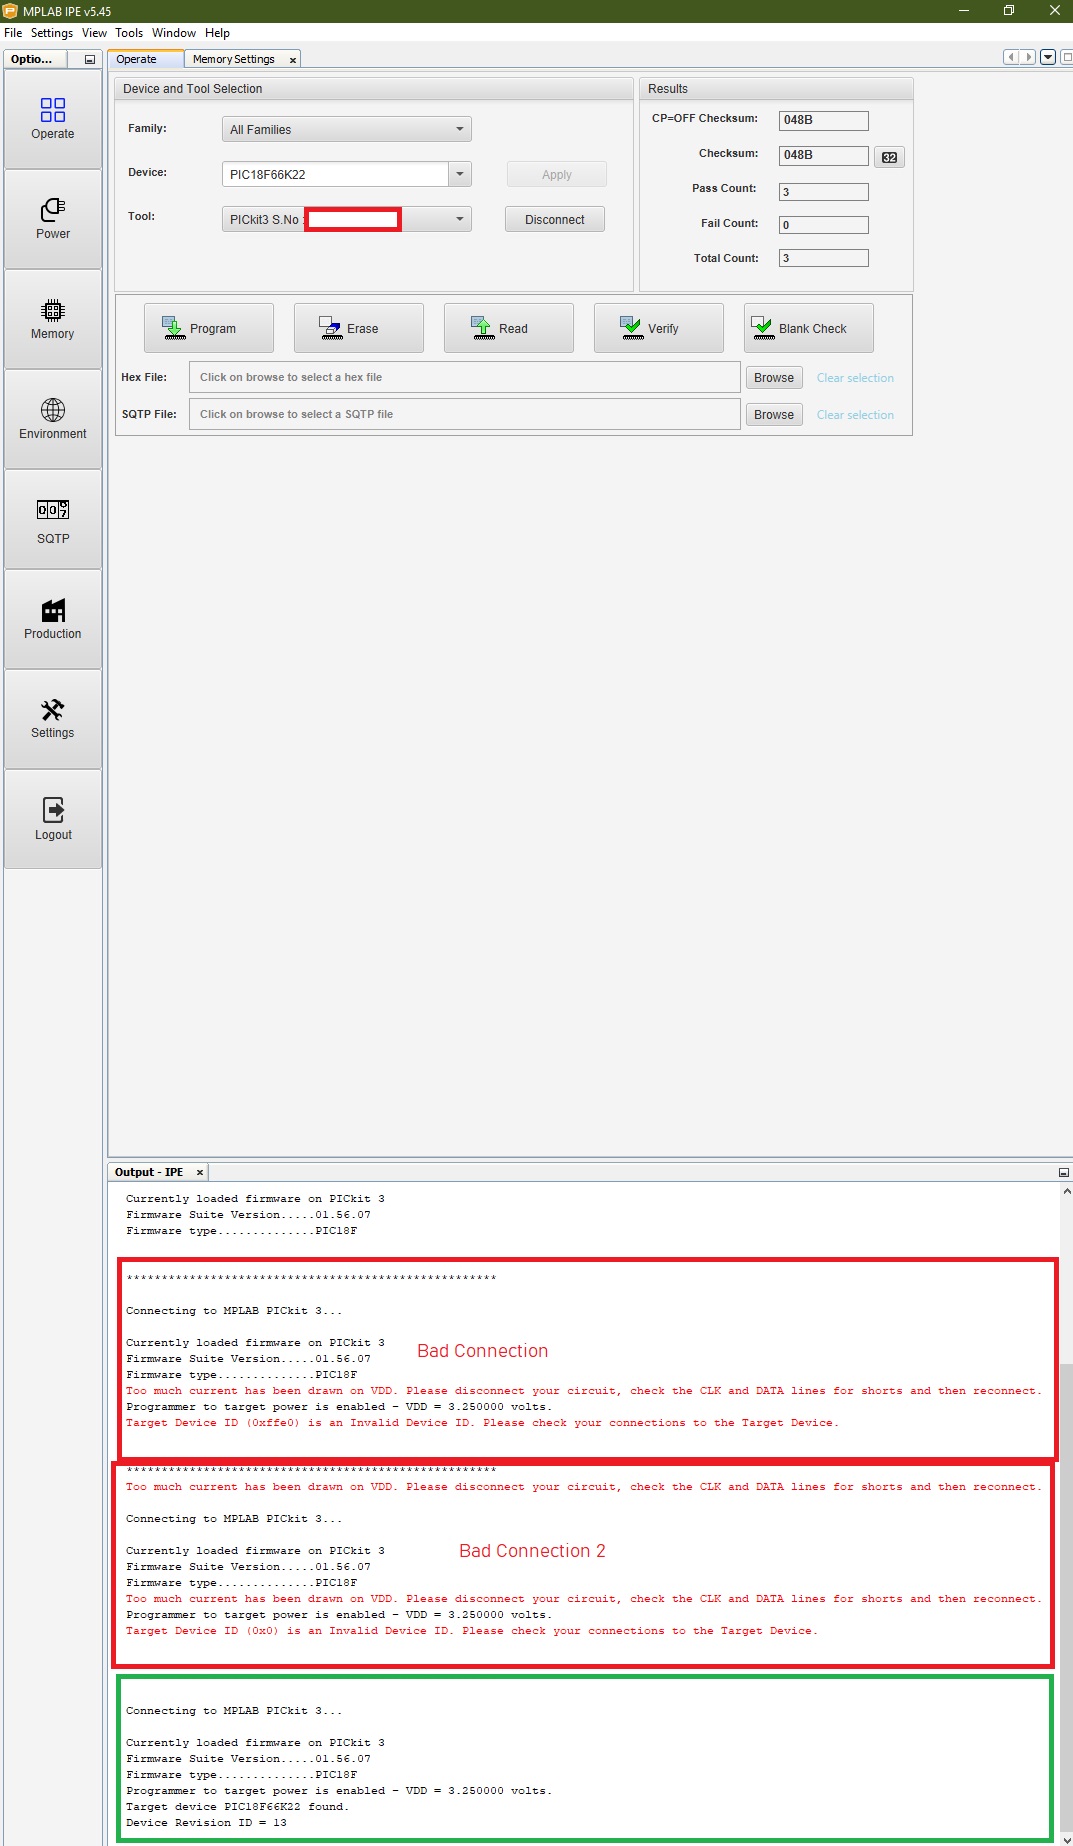 MPLAB IPE v5.45
File Settings View Tools Window Help
Optio...
Operate
Memory Settings
Operate
Power
Memory
Environment
SQTP
Production
Settings
Logout
Device and Tool Selection
Family:
All Families
Device:
PIC18F66K22
Apply
Tool:
PICkit3 S.No :
Disconnect
Results
CP=OFF Checksum:
048B
Checksum:
048B
32
Pass Count:
3
Fail Count:
0
Total Count:
3
Program
Erase
Read
Verify
Blank Check
Hex File:
Click on browse to select a hex file
Browse
Clear selection
SQTP File:
Click on browse to select a SQTP file
Browse
Clear selection
Output - IPE
Currently loaded firmware on PICkit 3
Firmware Suite Version.....01.56.07
Firmware type..............PIC18F
*****************************************************
Connecting to MPLAB PICkit 3...
Currently loaded firmware on PICkit 3
Bad Connection
Firmware Suite Version.....01.56.07
Firmware type..............PIC18F
Too much current has been drawn on VDD. Please disconnect your circuit, check the CLK and DATA lines for shorts and then reconnect.
Programmer to target power is enabled - VDD = 3.250000 volts.
Target Device ID (0xffe0) is an Invalid Device ID. Please check your connections to the Target Device.
*****************************************************
Too much current has been drawn on VDD. Please disconnect your circuit, check the CLK and DATA lines for shorts and then reconnect.
Connecting to MPLAB PICkit 3...
Currently loaded firmware on PICkit 3
Bad Connection 2
Firmware Suite Version.....01.56.07
Firmware type..............PIC18F
Too much current has been drawn on VDD. Please disconnect your circuit, check the CLK and DATA lines for shorts and then reconnect.
Programmer to target power is enabled - VDD = 3.250000 volts.
Target Device ID (0x0) is an Invalid Device ID. Please check your connections to the Target Device.
Connecting to MPLAB PICkit 3...
Currently loaded firmware on PICkit 3
Firmware Suite Version.....01.56.07
Firmware type..............PIC18F
Programmer to target power is enabled - VDD = 3.250000 volts.
Target device PIC18F66K22 found.
Device Revision ID = 13